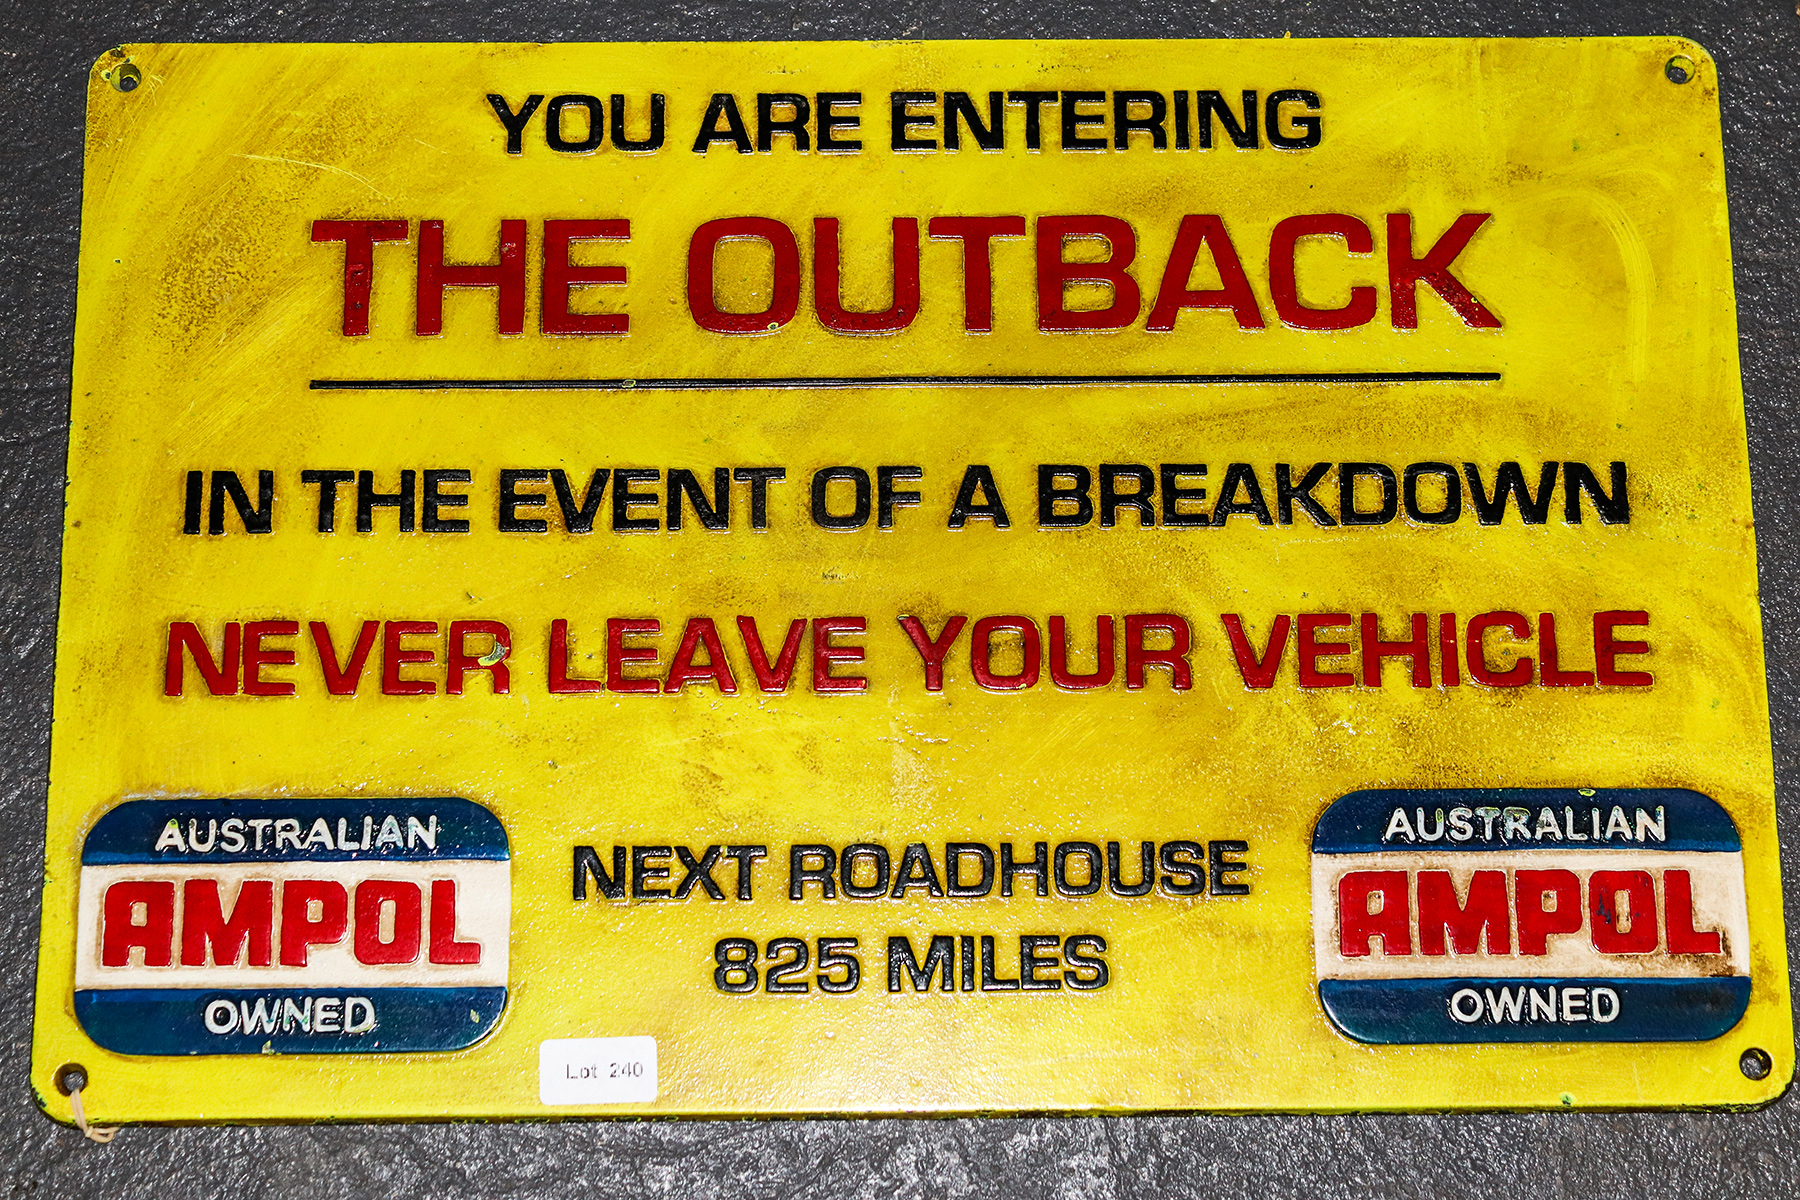 YOU ARE ENTERING
THE OUTBACK
IN THE EVENT OF A BREAKDOWN
NEVER LEAVE YOUR VEHICLE
AUSTRALIAN
AMPOL
OWNED
NEXT ROADHOUSE
825 MILES
AUSTRALIAN
AMPOL
OWNED
Lot 240